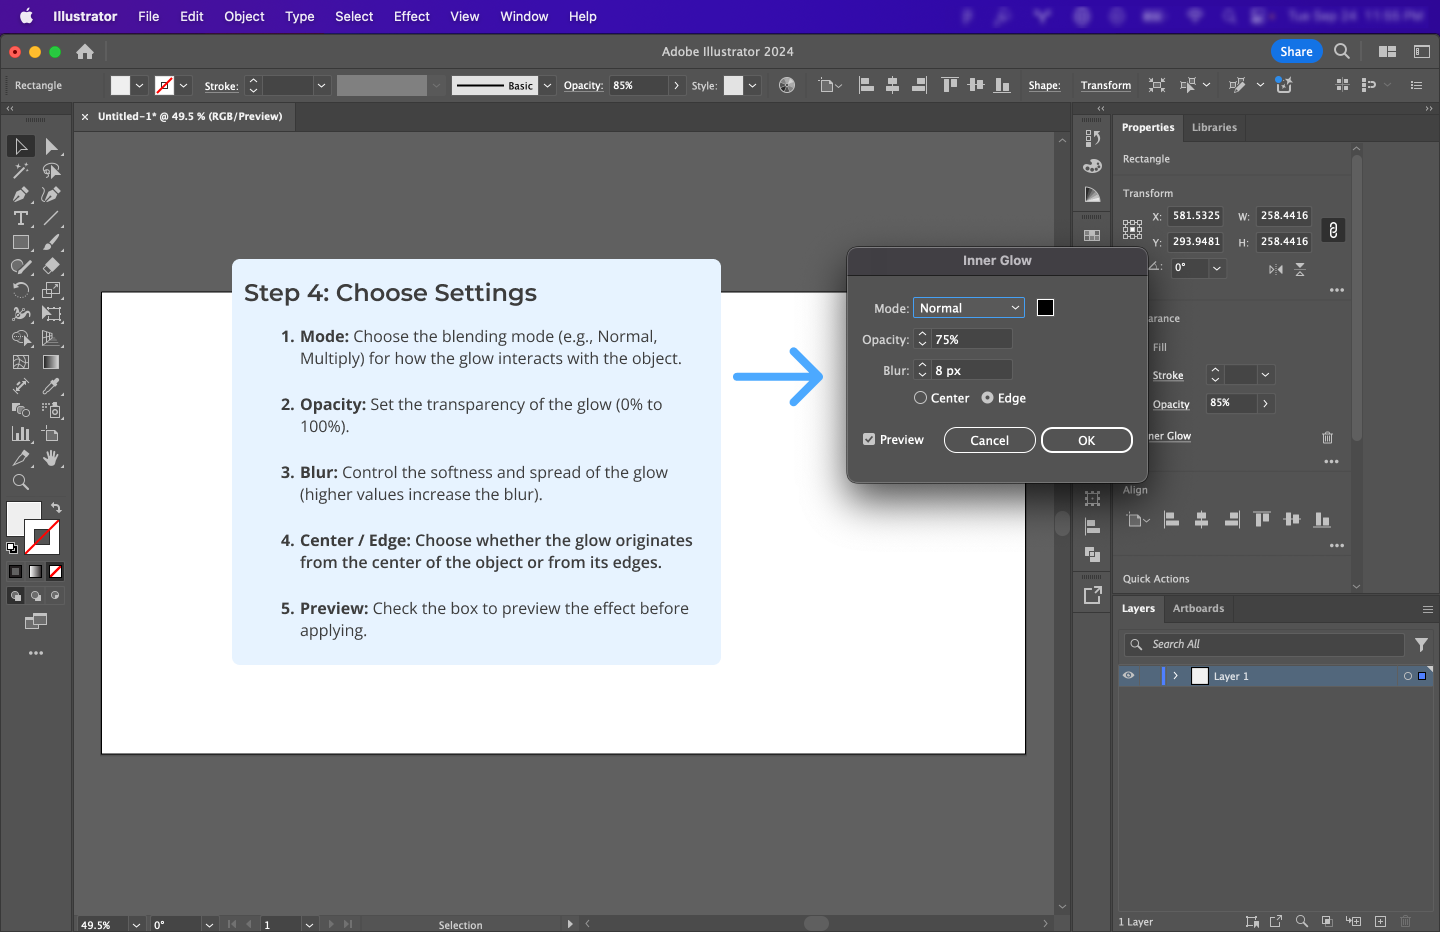 Illustrator File Edit Object Type Select Effect View Window Help
Adobe Illustrator 2024
Share
Rectangle
Stroke:
Basic
Opacity: 85%
Style:
Shape:
Transform
× Untitled-1* @ 49.5 % (RGB/Preview)
Step 4: Choose Settings
1. Mode: Choose the blending mode (e.g., Normal,
Multiply) for how the glow interacts with the object.
2. Opacity: Set the transparency of the glow (0% to
100%).
3. Blur: Control the softness and spread of the glow
(higher values increase the blur).
4. Center / Edge: Choose whether the glow originates
from the center of the object or from its edges.
5. Preview: Check the box to preview the effect before
applying.
Inner Glow
Mode: Normal
Opacity: 75%
Blur: 8 px
Center Edge
Preview Cancel OK
Properties Libraries
Rectangle
Transform
X: 581.5325 W: 258.4416
Y: 293.9481 H: 258.4416
0°
arance
Fill
Stroke
Opacity 85%
ner Glow
Align
Quick Actions
Layers Artboards
Search All
Layer 1
1 Layer
49.5% 0° 1 Selection